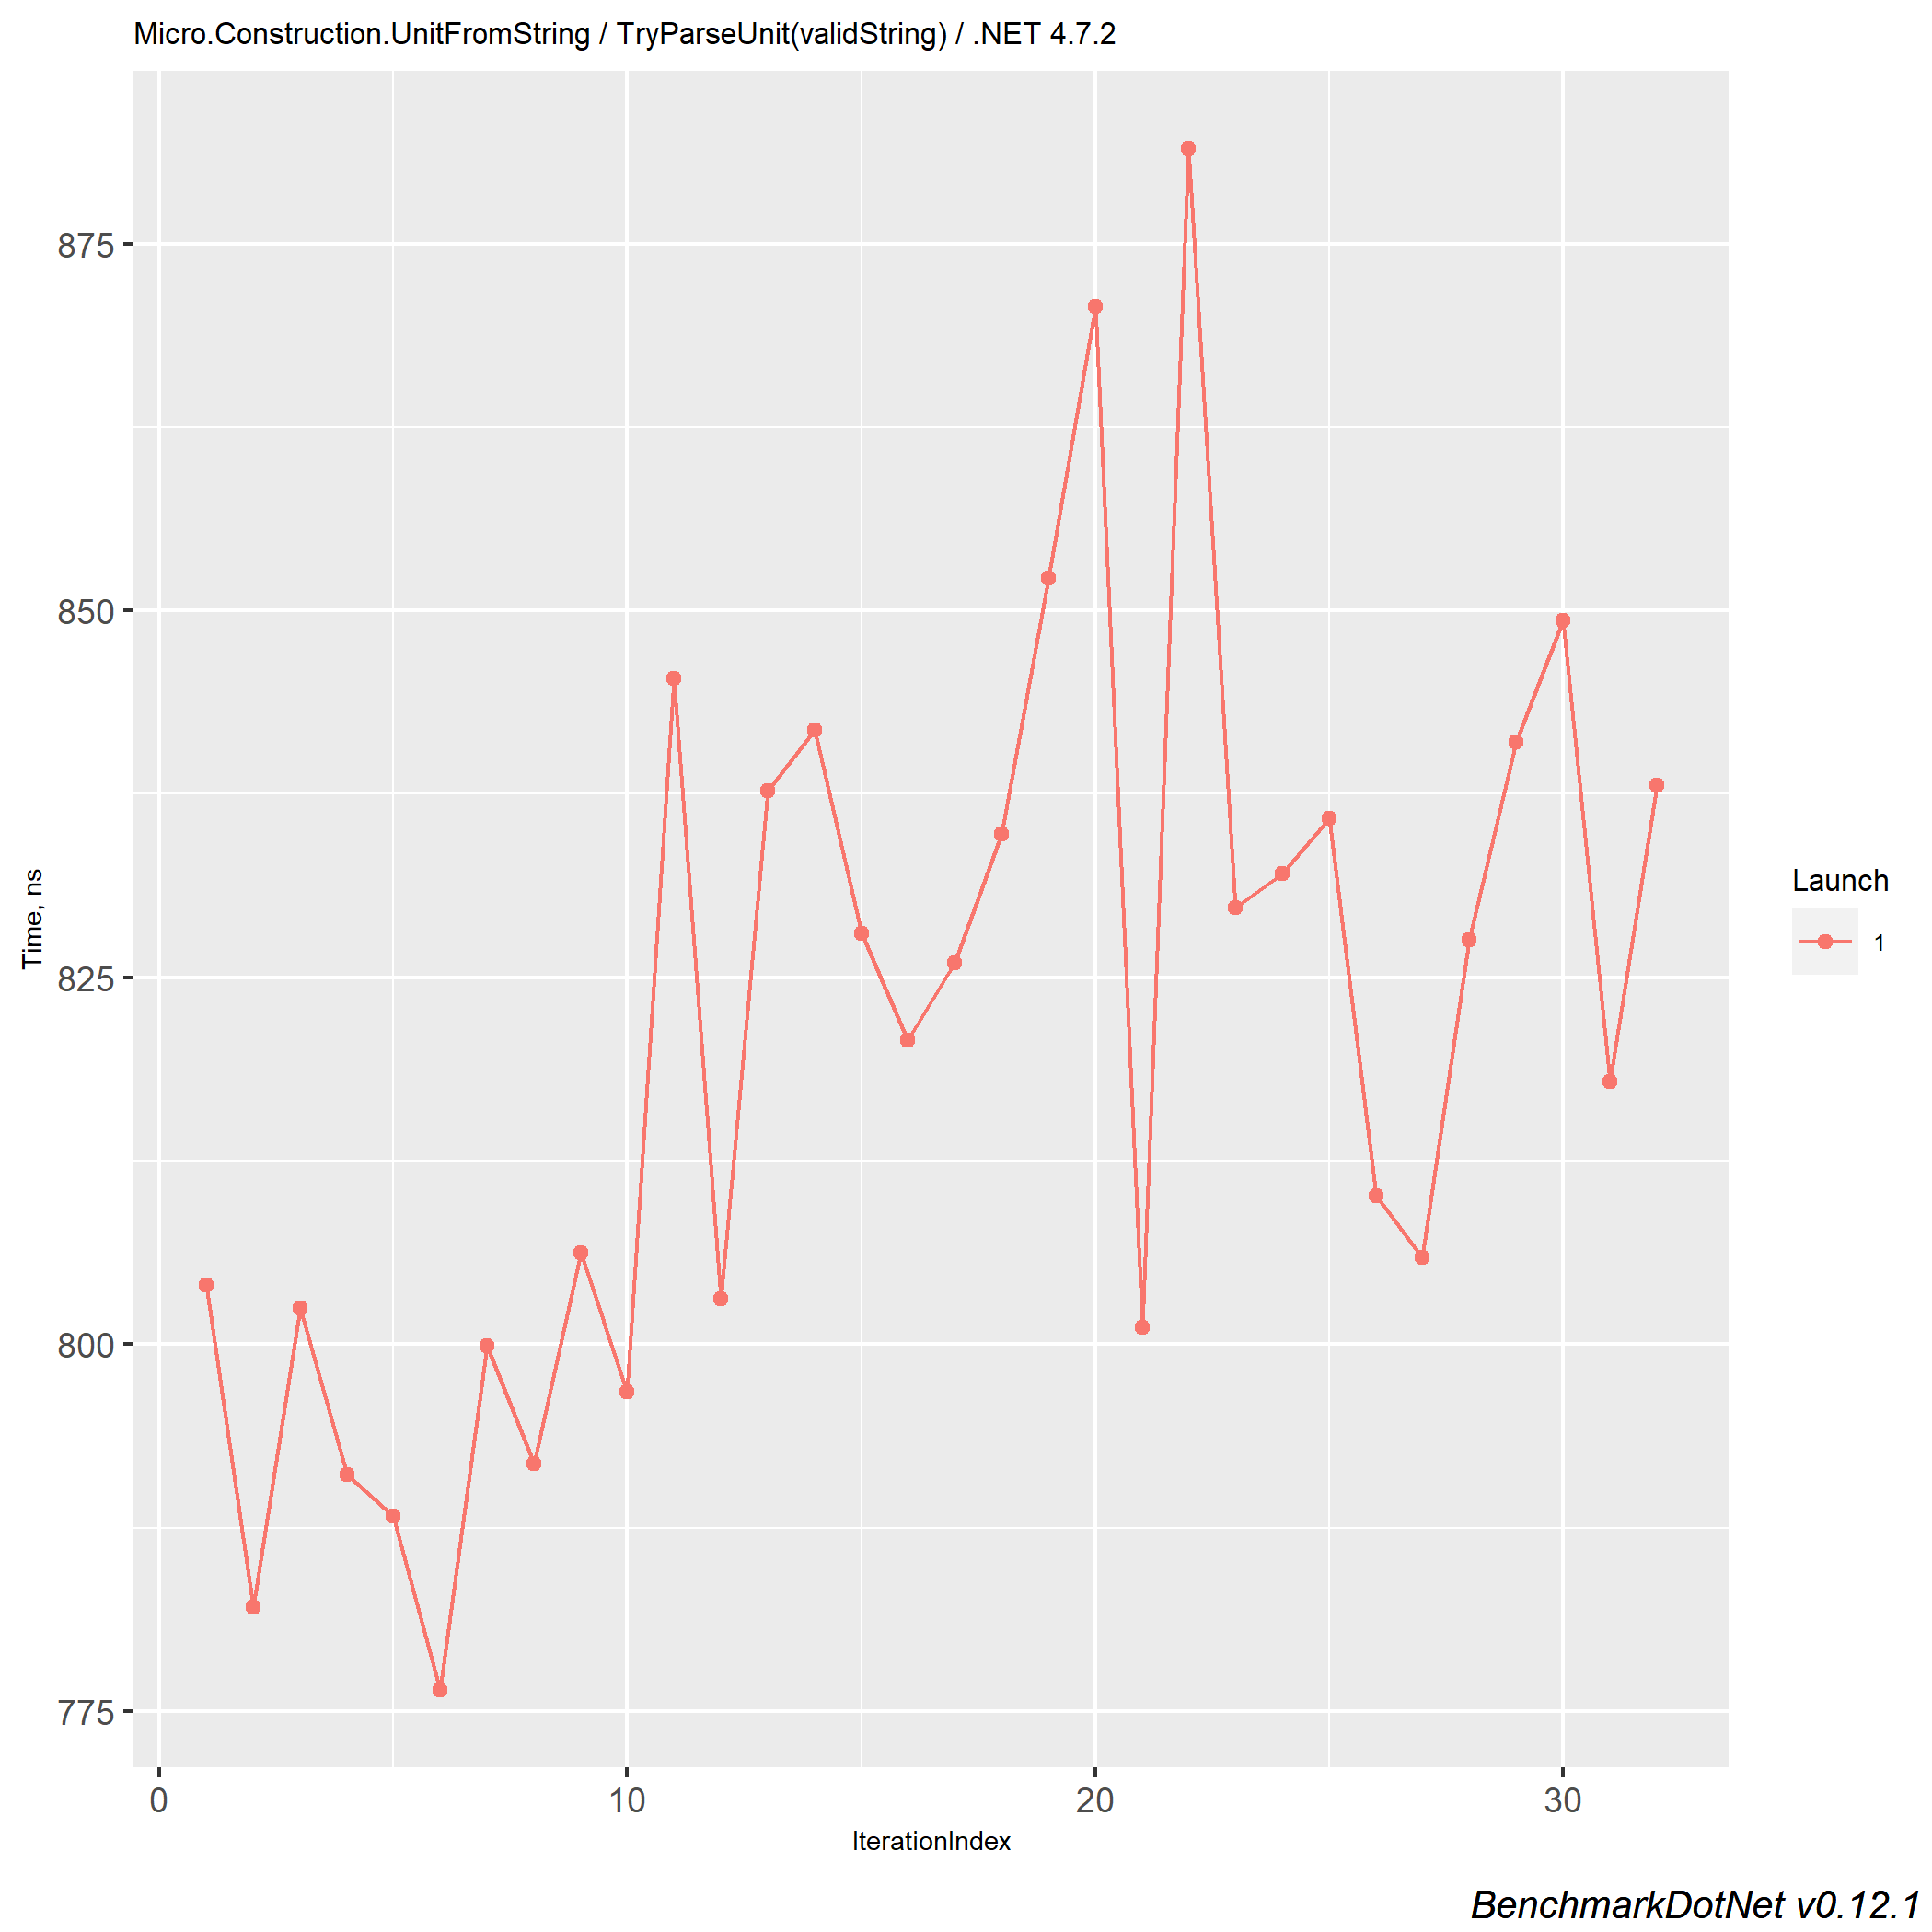 Micro.Construction.UnitFromString / TryParseUnit(validString) / .NET 4.7.2
875
850
825
800
775
Time, ns
0 10 20 30
IterationIndex
Launch
1
BenchmarkDotNet v0.12.1